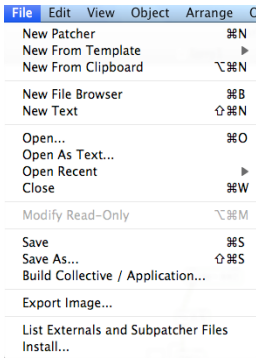 File Edit View Object Arrange
New Patcher ⌘N
New From Template ▶
New From Clipboard ⌥⌘N
New File Browser ⌘B
New Text ⇧⌘N
Open... ⌘O
Open As Text...
Open Recent ▶
Close ⌘W
Modify Read-Only ⌥⌘M
Save ⌘S
Save As... ⇧⌘S
Build Collective / Application...
Export Image...
List Externals and Subpatcher Files
Install...